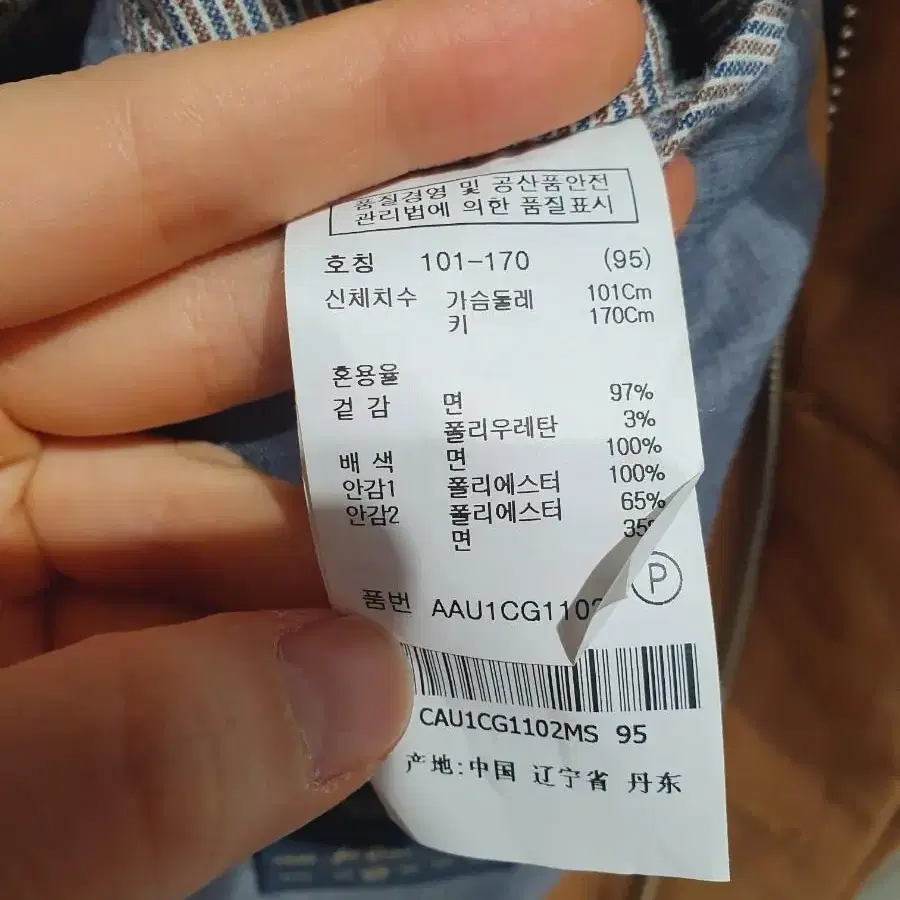 품질경영 및 공산품안전
관리법에 의한 품질표시
호칭 101-170 (95)
신체치수 가슴둘레 101Cm
키 170Cm
혼용율
겉 감 면 97%
폴리우레탄 3%
배 색 면 100%
안감1 폴리에스터 100%
안감2 폴리에스터 65%
면 35%
P
품번 AAU1CG1102
CAU1CG1102MS 95
产地:中国 辽宁省 丹东